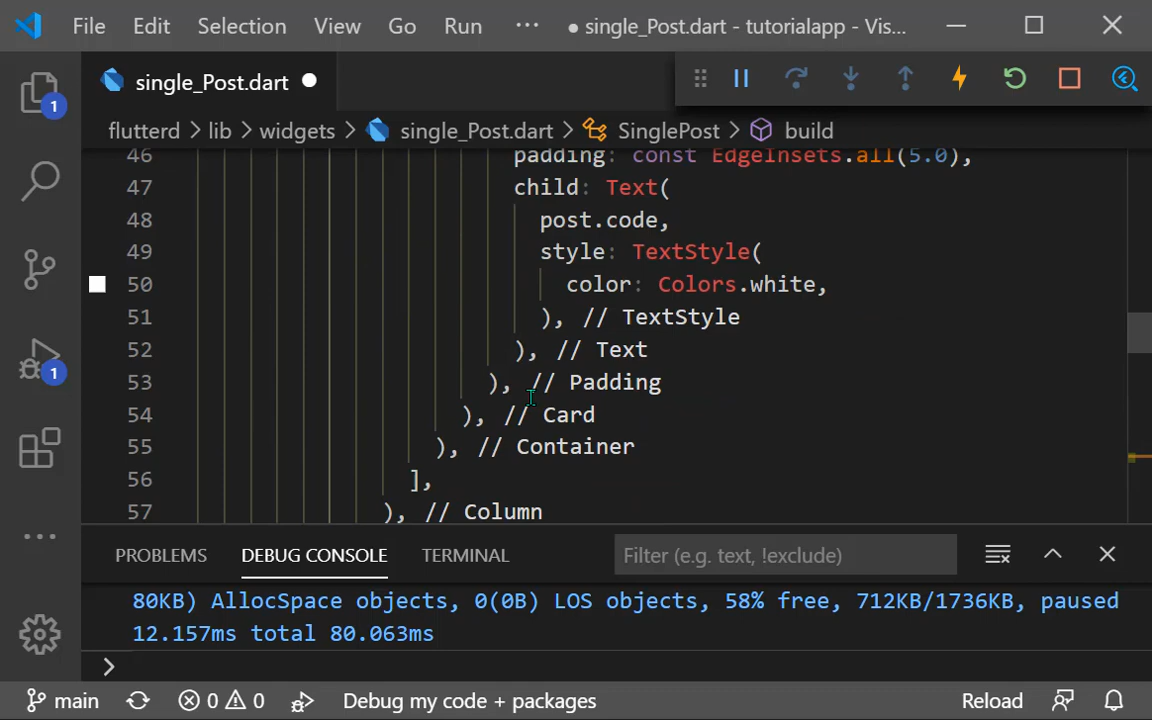 File Edit Selection View Go Run ··· ● single_Post.dart - tutorialapp - Vis...
single_Post.dart
flutterd > lib > widgets > single_Post.dart > SinglePost > build
46 padding: const EdgeInsets.all(5.0),
47 child: Text(
48 post.code,
49 style: TextStyle(
50 color: Colors.white,
51 ), // TextStyle
52 ), // Text
53 ), // Padding
54 ), // Card
55 ), // Container
56 ],
57 ), // Column
1
1
PROBLEMS DEBUG CONSOLE TERMINAL Filter (e.g. text, !exclude)
80KB) AllocSpace objects, 0(0B) LOS objects, 58% free, 712KB/1736KB, paused
12.157ms total 80.063ms
>
main 0 0 Debug my code + packages Reload